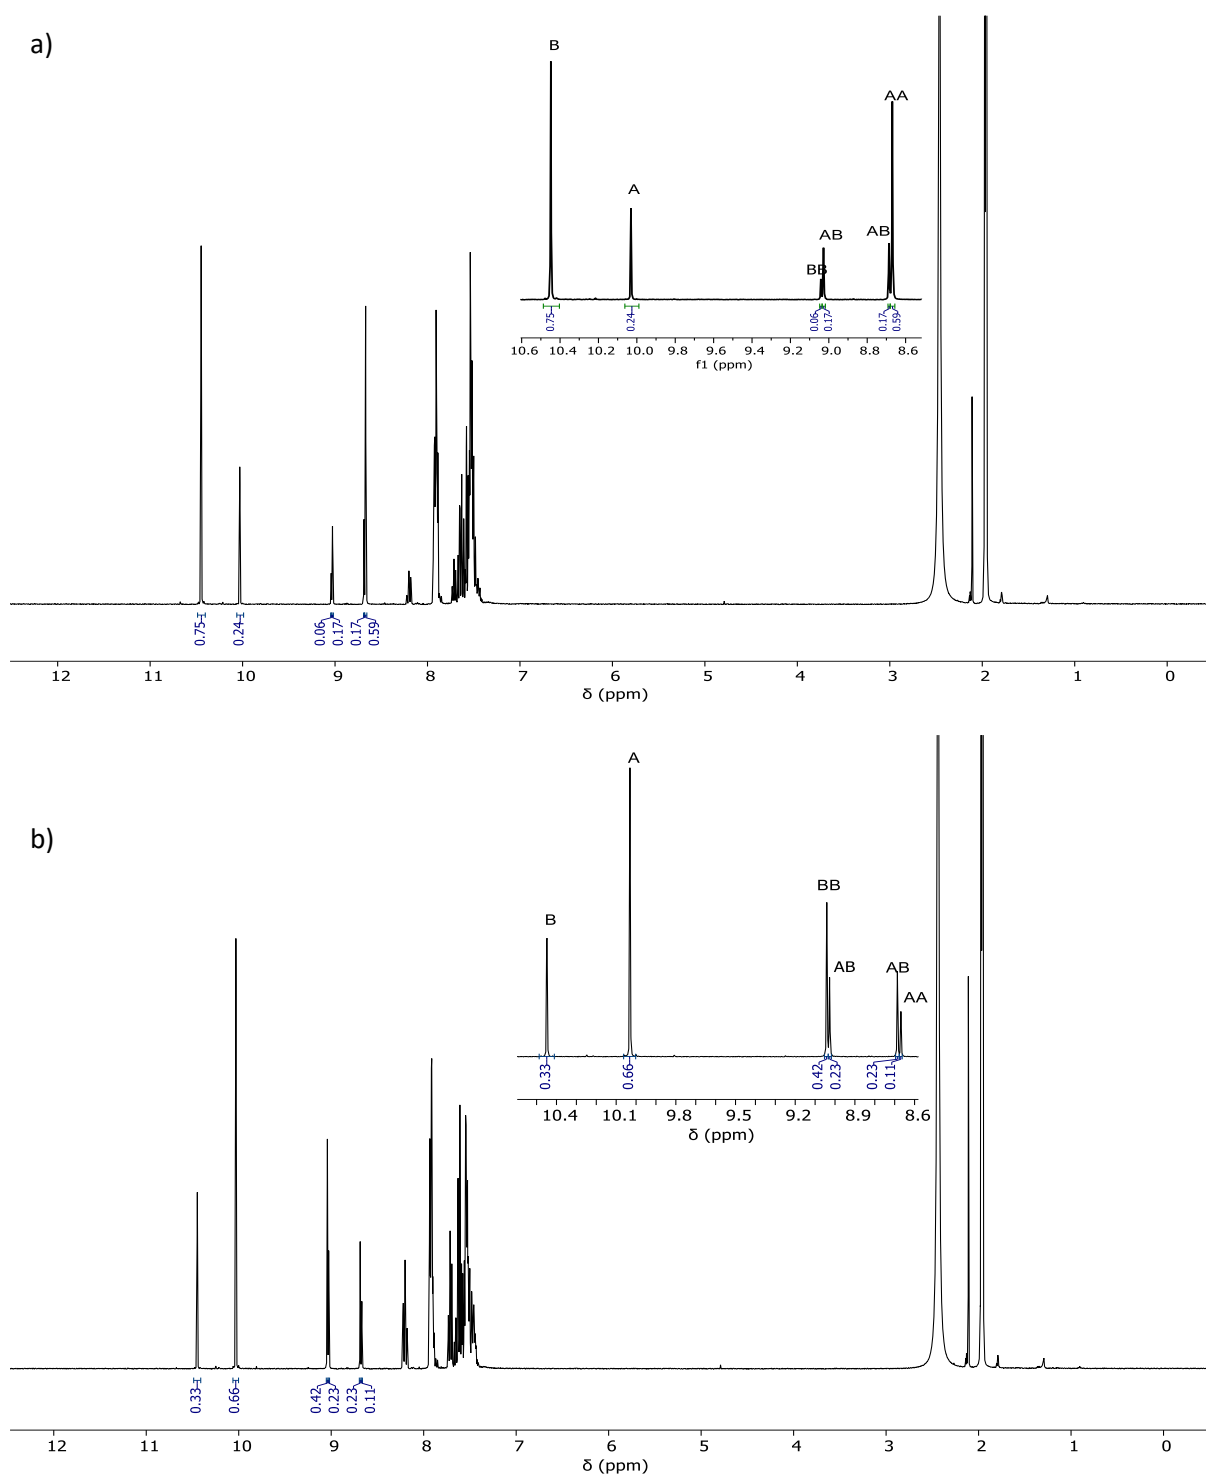 a)
B
AA
A
AB
AB
BB
0.75
0.24
0.06
0.17
0.17
0.59
10.6 10.4 10.2 10.0 9.8 9.6 9.4 9.2 9.0 8.8 8.6
f1 (ppm)
0.75
0.24
0.06
0.17
0.17
0.59
12 11 10 9 8 7 6 5 4 3 2 1 0
δ (ppm)
b)
A
BB
B
AB
AB
AA
0.33
0.66
0.42
0.23
0.23
0.11
10.4 10.1 9.8 9.5 9.2 8.9 8.6
δ (ppm)
0.33
0.66
0.42
0.23
0.23
0.11
12 11 10 9 8 7 6 5 4 3 2 1 0
δ (ppm)